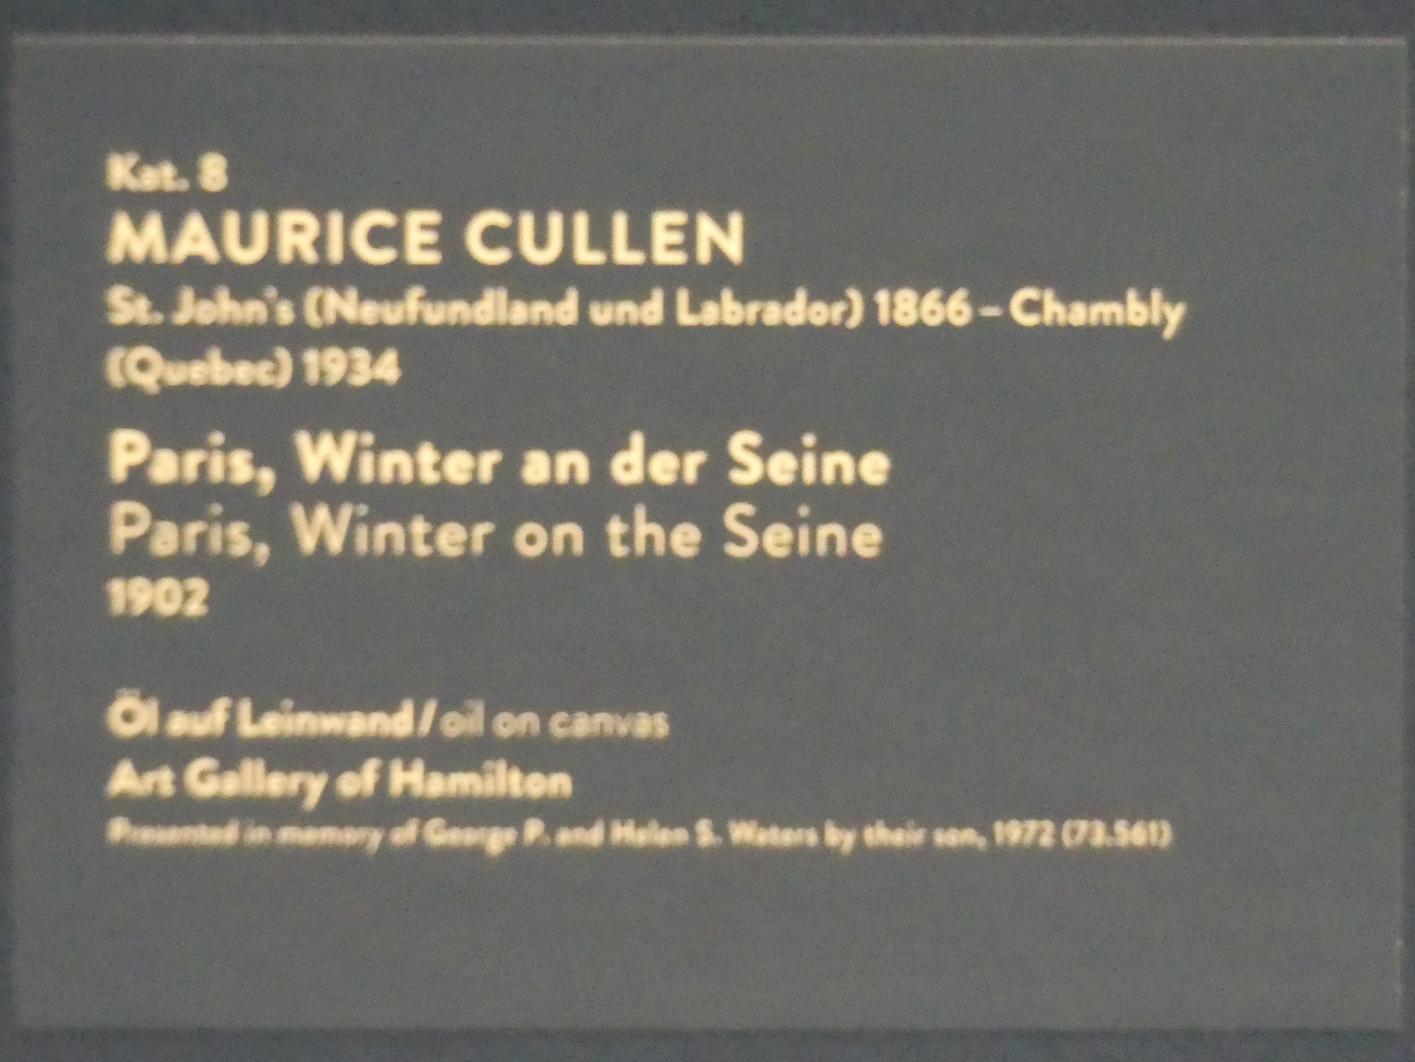 Kat. 8
MAURICE CULLEN
St. John's (Neufundland und Labrador) 1866 – Chambly
(Quebec) 1934
Paris, Winter an der Seine
Paris, Winter on the Seine
1902
Öl auf Leinwand / oil on canvas
Art Gallery of Hamilton
Presented in memory of George P. and Helen S. Waters by their son, 1972 (73.561)